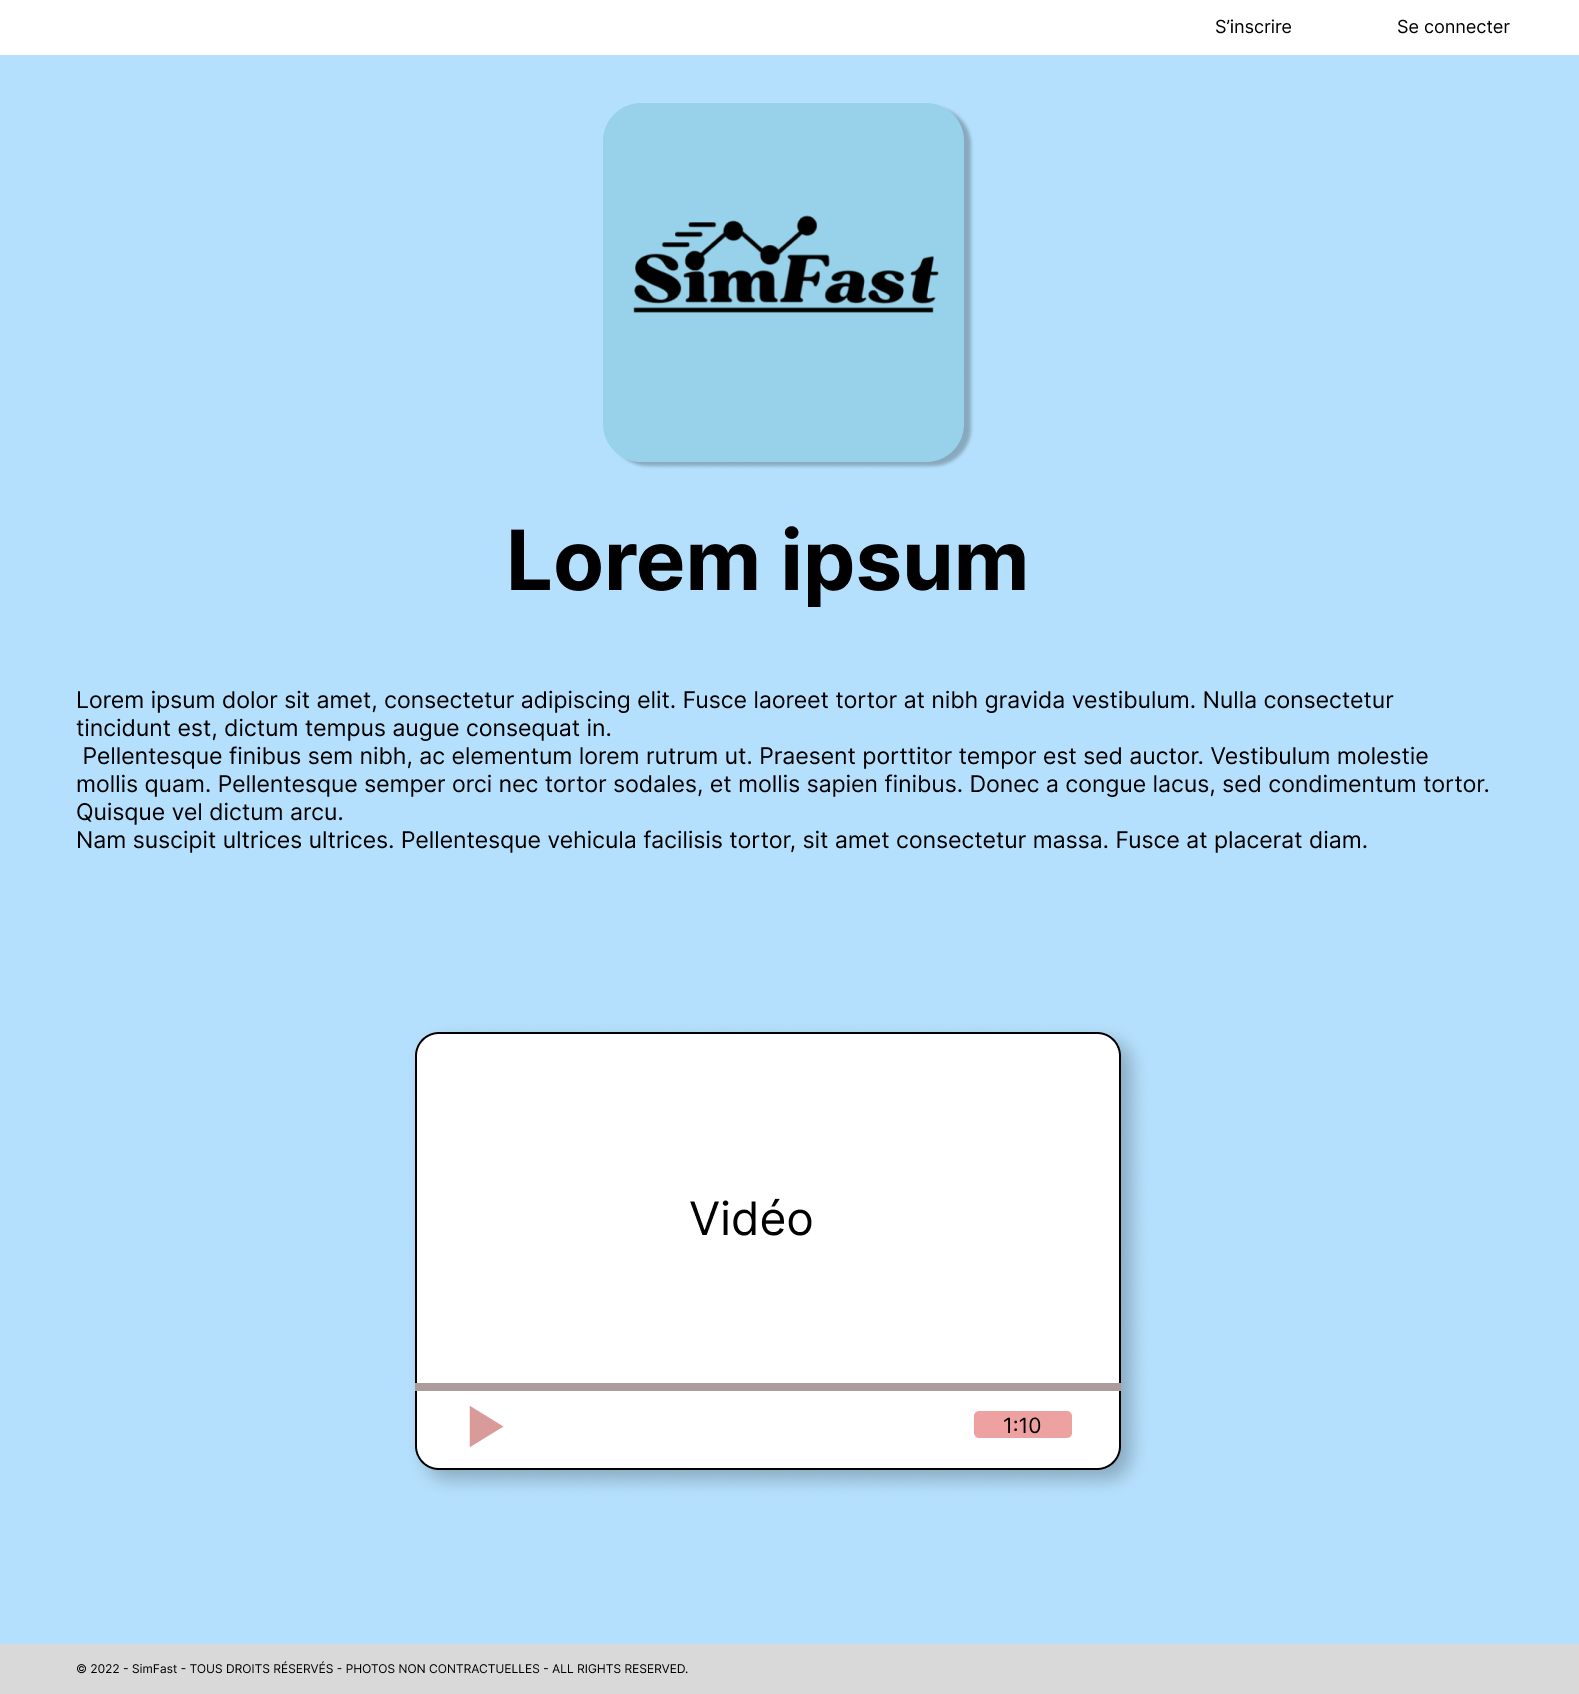 S’inscrire Se connecter
SimFast
Lorem ipsum
Lorem ipsum dolor sit amet, consectetur adipiscing elit. Fusce laoreet tortor at nibh gravida vestibulum. Nulla consectetur
tincidunt est, dictum tempus augue consequat in.
Pellentesque finibus sem nibh, ac elementum lorem rutrum ut. Praesent porttitor tempor est sed auctor. Vestibulum molestie
mollis quam. Pellentesque semper orci nec tortor sodales, et mollis sapien finibus. Donec a congue lacus, sed condimentum tortor.
Quisque vel dictum arcu.
Nam suscipit ultrices ultrices. Pellentesque vehicula facilisis tortor, sit amet consectetur massa. Fusce at placerat diam.
Vidéo
1:10
© 2022 - SimFast - TOUS DROITS RÉSERVÉS - PHOTOS NON CONTRACTUELLES - ALL RIGHTS RESERVED.